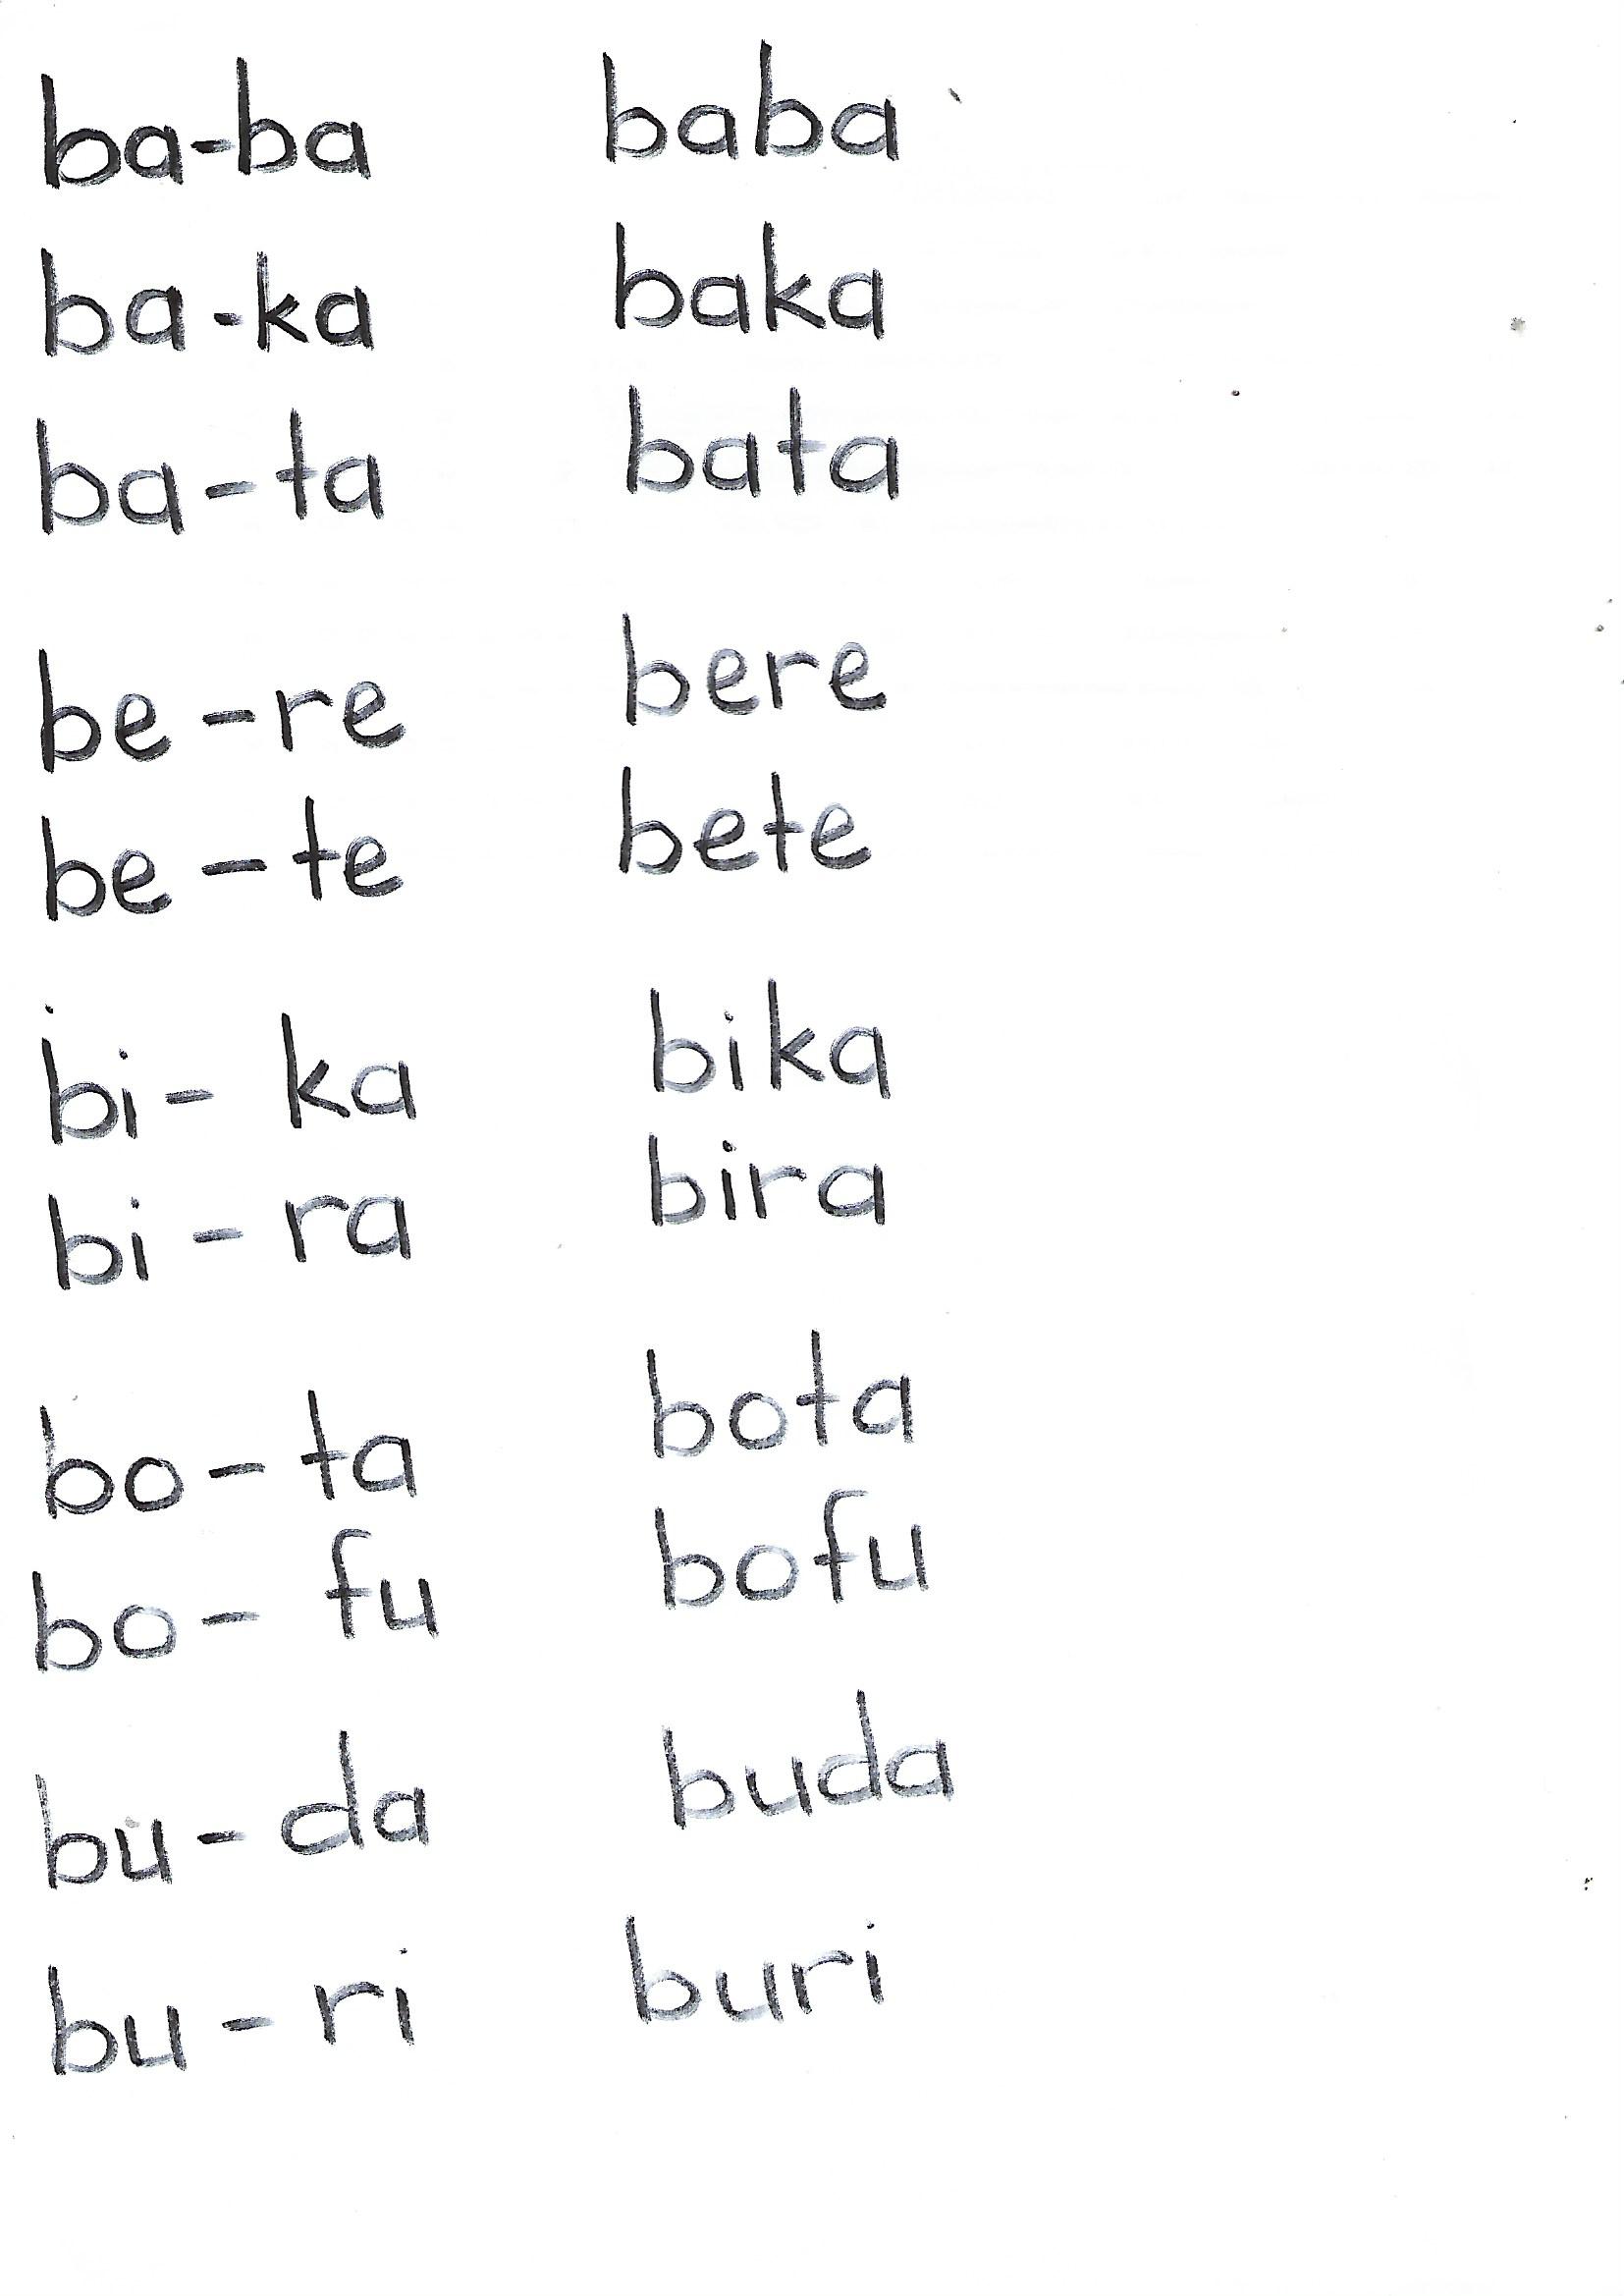 ba-ba baba
ba-ka baka
ba-ta bata
be-re bere
be-te bete
bi-ka bika
bi-ra bira
bo-ta bota
bo-fu bofu
bu-da buda
bu-ri buri